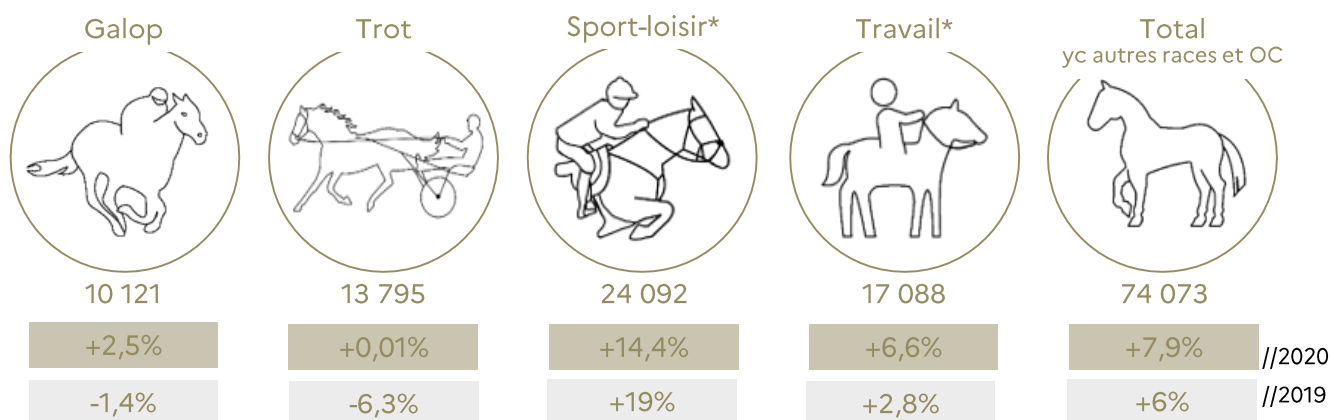 Galop
Trot
Sport-loisir*
Travail*
Total
yc autres races et OC
10 121
13 795
24 092
17 088
74 073
+2,5%
+0,01%
+14,4%
+6,6%
+7,9%
//2020
-1,4%
-6,3%
+19%
+2,8%
+6%
//2019